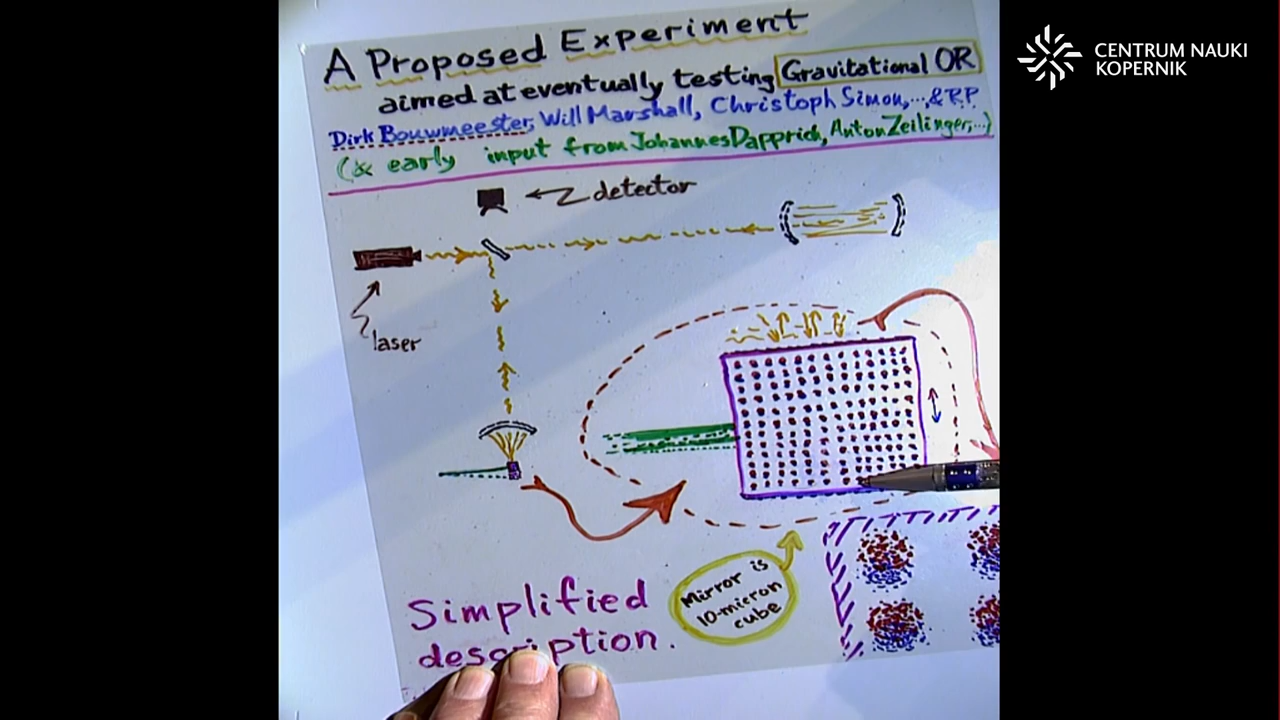 CENTRUM NAUKI
KOPERNIK
A Proposed Experiment
aimed at eventually testing Gravitational OR
Dirk Bouwmeester, Will Marshall, Christoph Simon,..., & R.P.
(& early input from Johannes Dapprich, Anton Zeilinger,...)
detector
laser
Mirror is
10-micron
cube
Simplified
description.